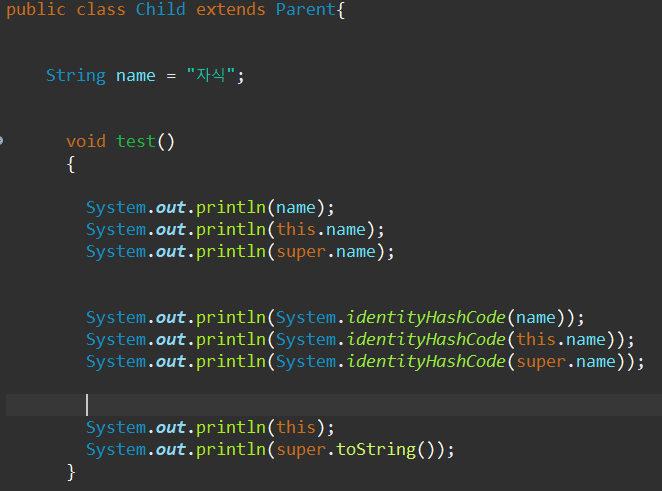 public class Child extends Parent{
String name = "자식";
void test()
{
System.out.println(name);
System.out.println(this.name);
System.out.println(super.name);
System.out.println(System.identityHashCode(name));
System.out.println(System.identityHashCode(this.name));
System.out.println(System.identityHashCode(super.name));
System.out.println(this);
System.out.println(super.toString());
}